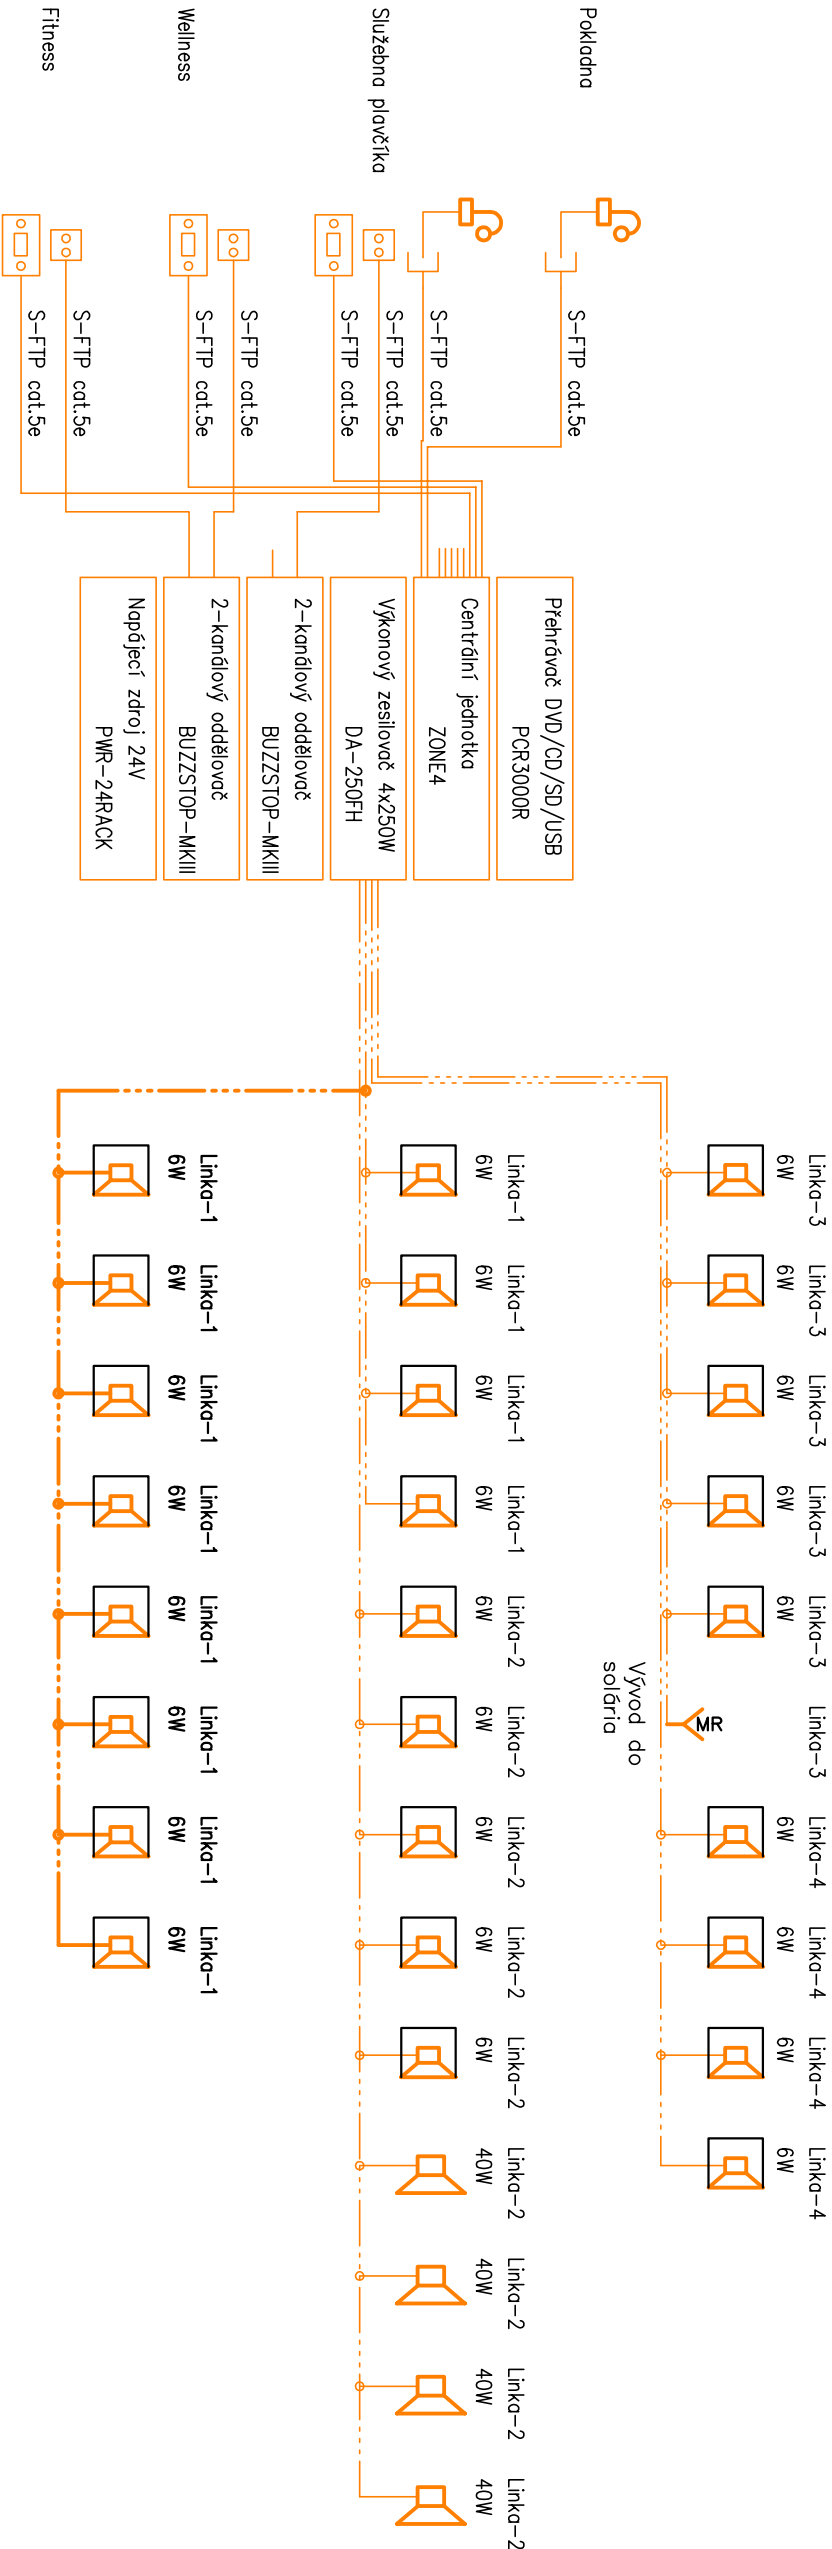 Pokladna
Služebna plavčíka
Wellness
Fitness
S-FTP cat.5e
S-FTP cat.5e
S-FTP cat.5e
S-FTP cat.5e
S-FTP cat.5e
S-FTP cat.5e
S-FTP cat.5e
S-FTP cat.5e
Přehrávač DVD/CD/SD/USB
PCR3000R
Centrální jednotka
ZONE4
Výkonový zesilovač 4x250W
DA-250FH
2-kanálový oddělovač
BUZZSTOP-MKIII
2-kanálový oddělovač
BUZZSTOP-MKIII
Napájecí zdroj 24V
PWR-24RACK
Linka-3
6W
Linka-3
6W
Linka-3
6W
Linka-3
6W
Linka-3
6W
Linka-3
MR
Vývod do
solária
Linka-4
6W
Linka-4
6W
Linka-4
6W
Linka-4
6W
Linka-1
6W
Linka-1
6W
Linka-1
6W
Linka-1
6W
Linka-2
6W
Linka-2
6W
Linka-2
6W
Linka-2
6W
Linka-2
6W
Linka-2
40W
Linka-2
40W
Linka-2
40W
Linka-2
40W
Linka-1
6W
Linka-1
6W
Linka-1
6W
Linka-1
6W
Linka-1
6W
Linka-1
6W
Linka-1
6W
Linka-1
6W